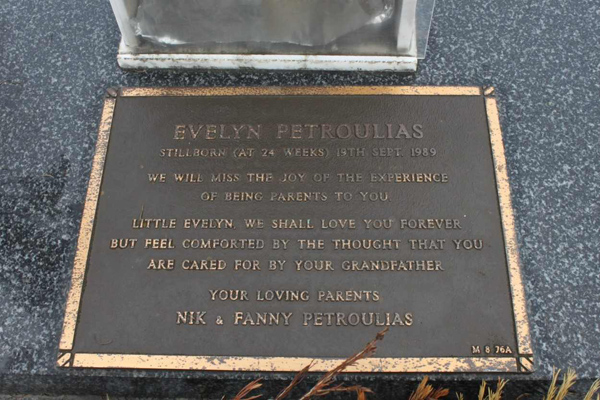 EVELYN PETROULIAS
STILLBORN (AT 24 WEEKS) 19TH. SEPT. 1989
WE WILL MISS THE JOY OF THE EXPERIENCE
OF BEING PARENTS TO YOU.
LITTLE EVELYN, WE SHALL LOVE YOU FOREVER
BUT FEEL COMFORTED BY THE THOUGHT THAT YOU
ARE CARED FOR BY YOUR GRANDFATHER
YOUR LOVING PARENTS
NIK & FANNY PETROULIAS
M 8 76A